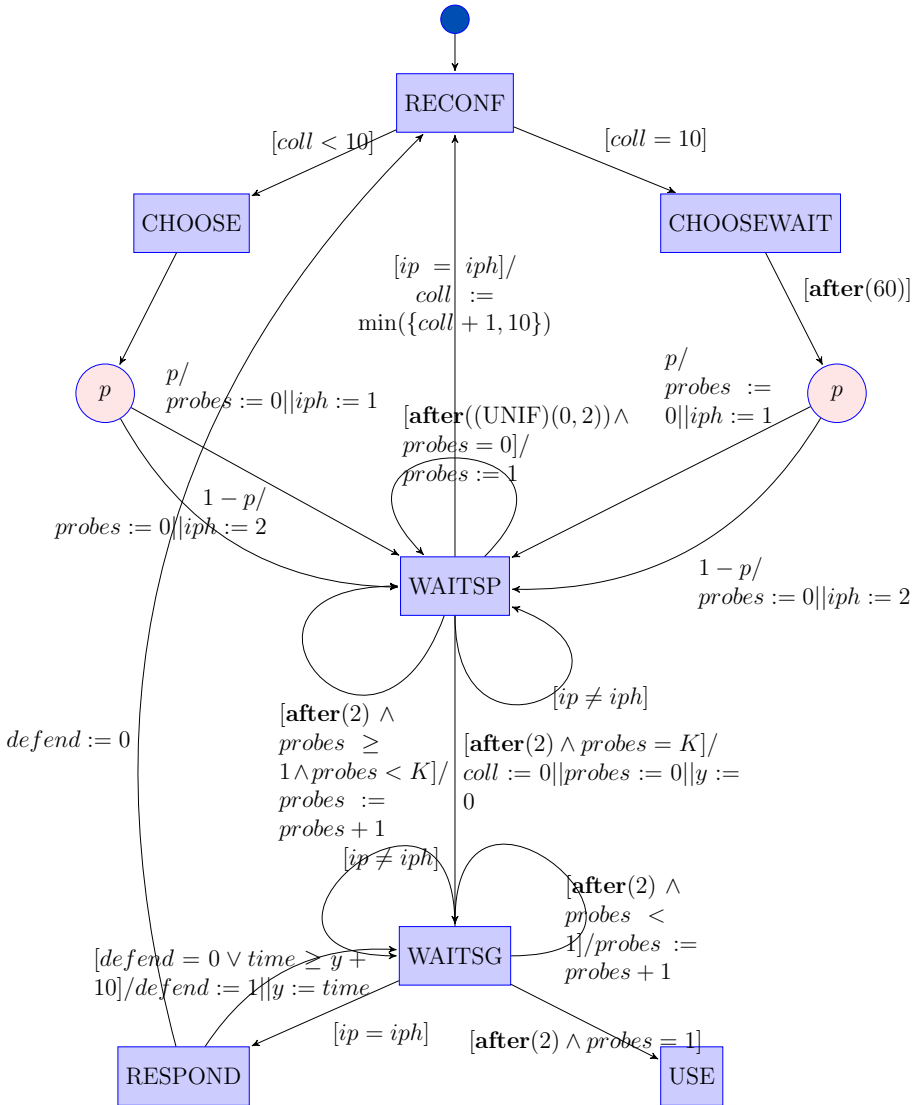 RECONF
[coll < 10]
[coll = 10]
CHOOSE
CHOOSEWAIT
[ip = iph]/
coll :=
min({coll + 1, 10})
[after(60)]
p
p
p/
probes := 0||iph := 1
p/
probes :=
0||iph := 1
[after((UNIF)(0, 2))∧
probes = 0]/
probes := 1
1 − p/
probes := 0||iph := 2
WAITSP
1 − p/
probes := 0||iph := 2
[ip ≠ iph]
defend := 0
[after(2) ∧
probes ≥
1∧probes < K]/
probes :=
probes + 1
[after(2) ∧ probes = K]/
coll := 0||probes := 0||y :=
0
[ip ≠ iph]
[after(2) ∧
probes <
1]/probes :=
probes + 1
WAITSG
[defend = 0 ∨ time ≥ y +
10]/defend := 1||y := time
[ip = iph]
[after(2) ∧ probes = 1]
RESPOND
USE